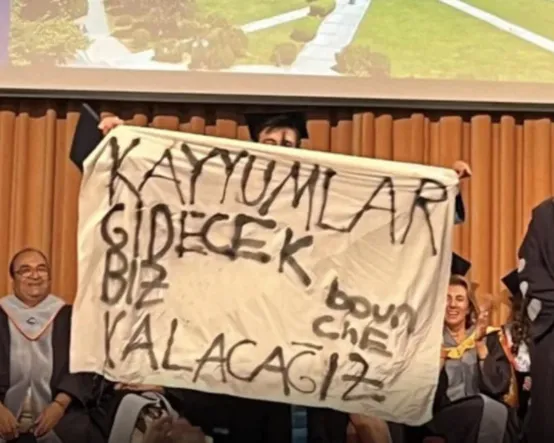 KAYYUMLAR
GİDECEK
BİZ
KALACAĞIZ
boun
ChE